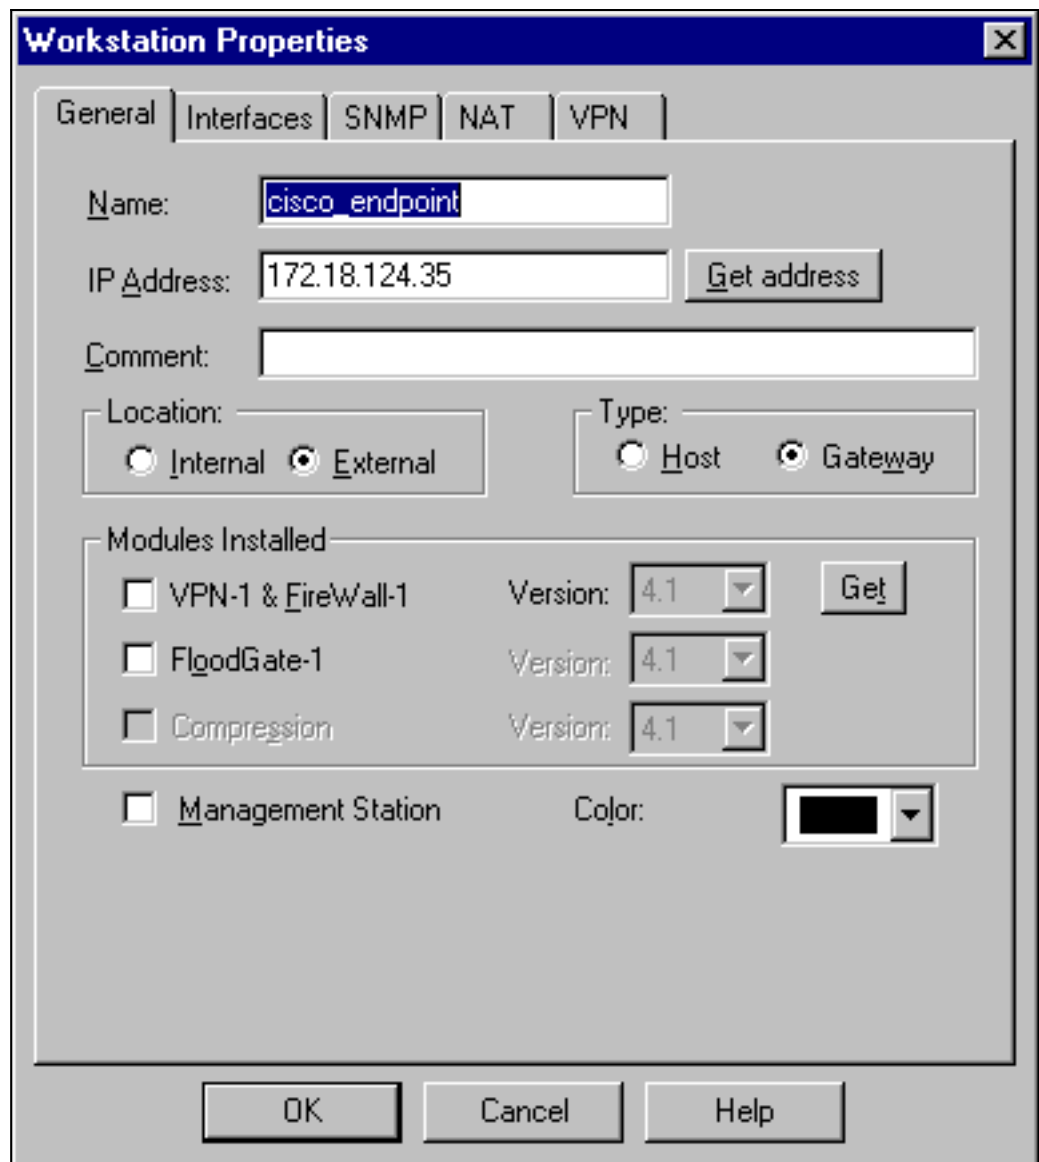 Workstation Properties
General Interfaces SNMP NAT VPN
Name: cisco_endpoint
IP Address: 172.18.124.35 Get address
Comment:
Location: Type:
Internal External Host Gateway
Modules Installed
VPN-1 & FireWall-1 Version: 4.1 Get
FloodGate-1 Version: 4.1
Compression Version: 4.1
Management Station Color:
OK Cancel Help